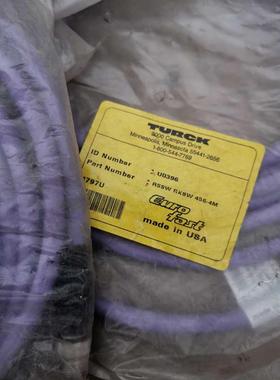 TURCK
3000 Campus Drive
Minneapolis, Minnesota 55441-2656
1-800-544-7769
ID Number : U0396
Part Number : RSSW RKSW 456-4M
797U
euro fast
made in USA